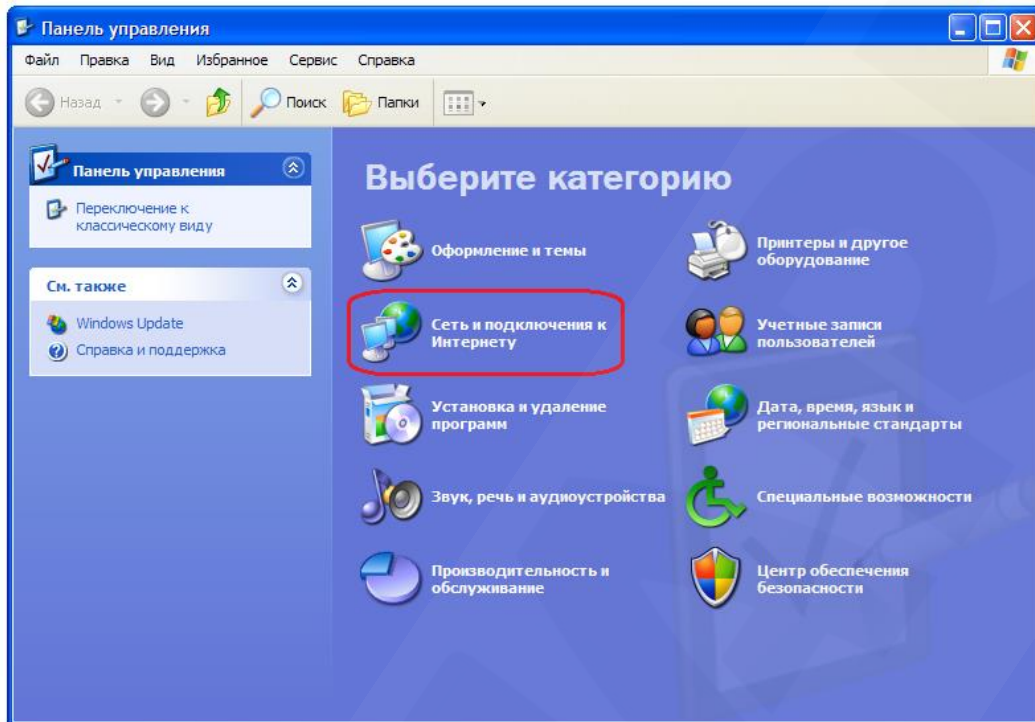 Панель управления
Файл Правка Вид Избранное Сервис Справка
Назад Поиск Папки
Панель управления
Переключение к
классическому виду
См. также
Windows Update
Справка и поддержка
Выберите категорию
Оформление и темы
Принтеры и другое
оборудование
Сеть и подключения к
Интернету
Учетные записи
пользователей
Установка и удаление
программ
Дата, время, язык и
региональные стандарты
Звук, речь и аудиоустройства
Специальные возможности
Производительность и
обслуживание
Центр обеспечения
безопасности